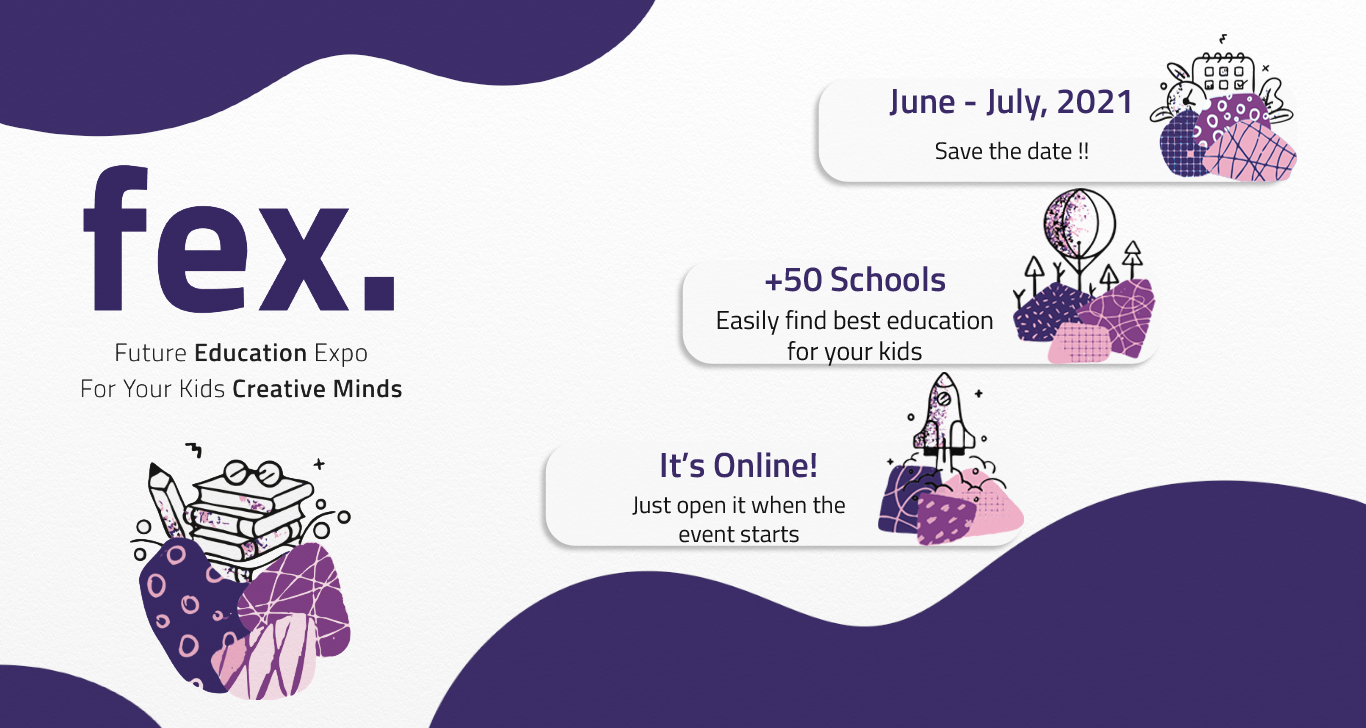 fex.
Future Education Expo
For Your Kids Creative Minds
June - July, 2021
Save the date !!
+50 Schools
Easily find best education
for your kids
It's Online!
Just open it when the
event starts